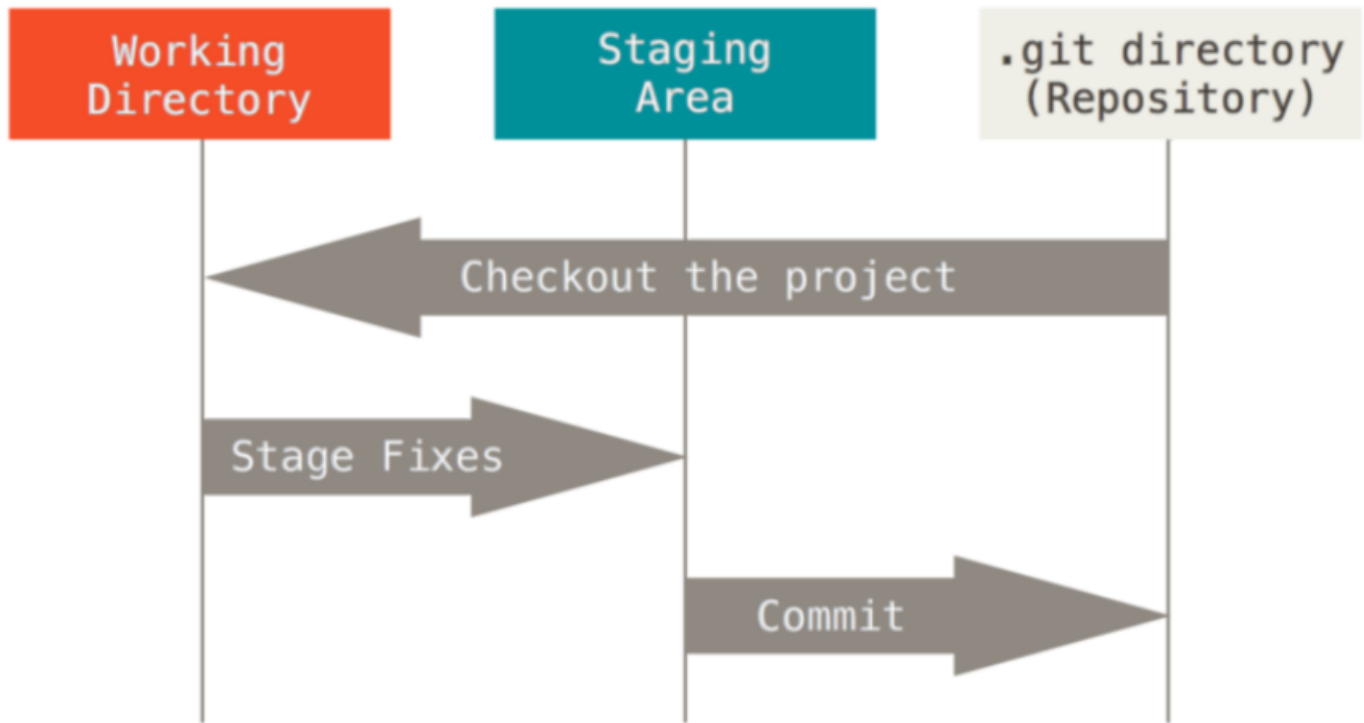 Working
Directory
Staging
Area
.git directory
(Repository)
Checkout the project
Stage Fixes
Commit